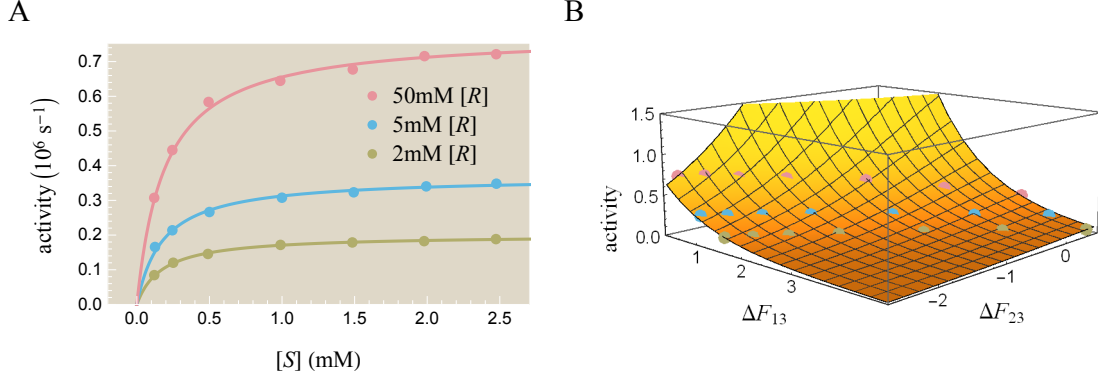 A
activity (10⁶ s⁻¹)
0.7
0.6
0.5
0.4
0.3
0.2
0.1
0.0
0.0 0.5 1.0 1.5 2.0 2.5
[S] (mM)
50mM [R]
5mM [R]
2mM [R]
B
activity
1.5
1.0
0.5
0.0
1 2 3
ΔF₁₃
−2 −1 0
ΔF₂₃